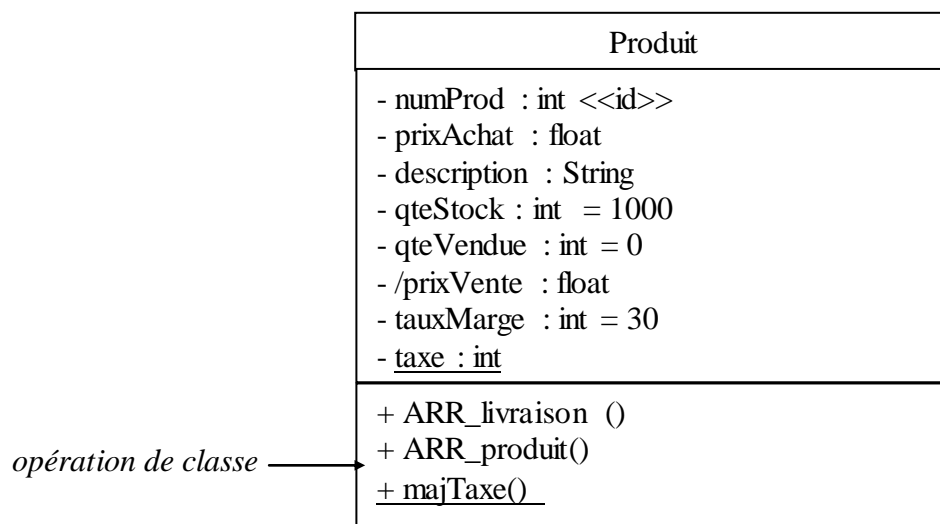 Produit
- numProd : int <<id>>
- prixAchat : float
- description : String
- qteStock : int = 1000
- qteVendue : int = 0
- /prixVente : float
- tauxMarge : int = 30
- taxe : int
+ ARR_livraison ()
+ ARR_produit()
opération de classe
+ majTaxe()